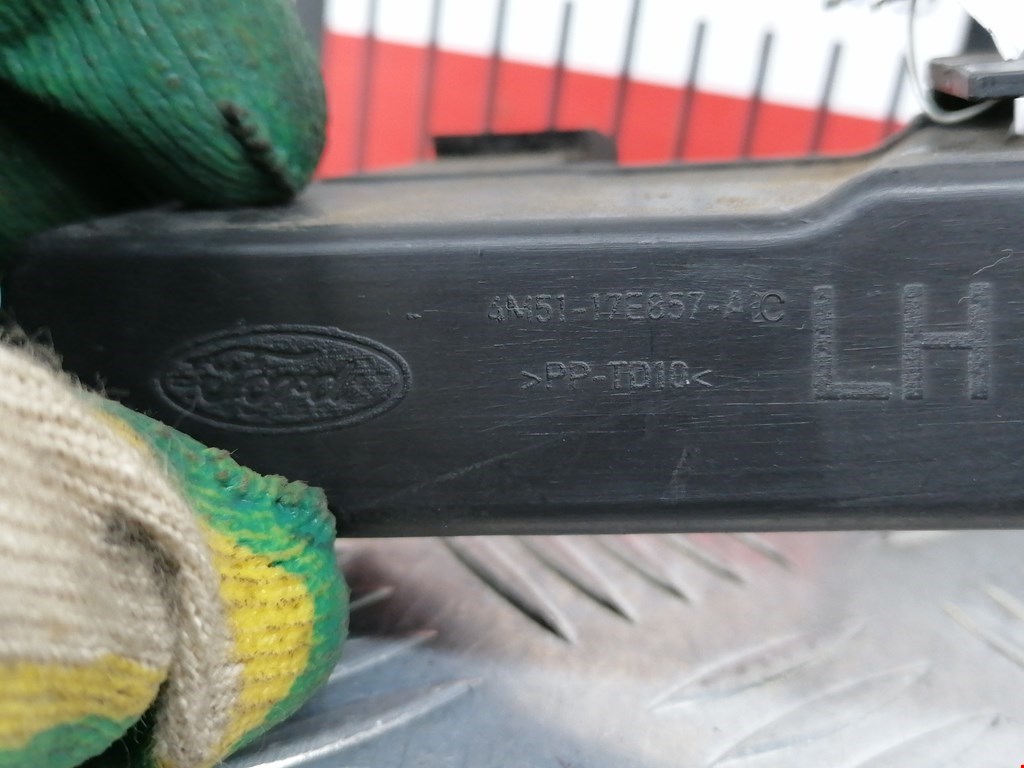 4M51-17E857-AC
LH
Ford
>PP-TD10<